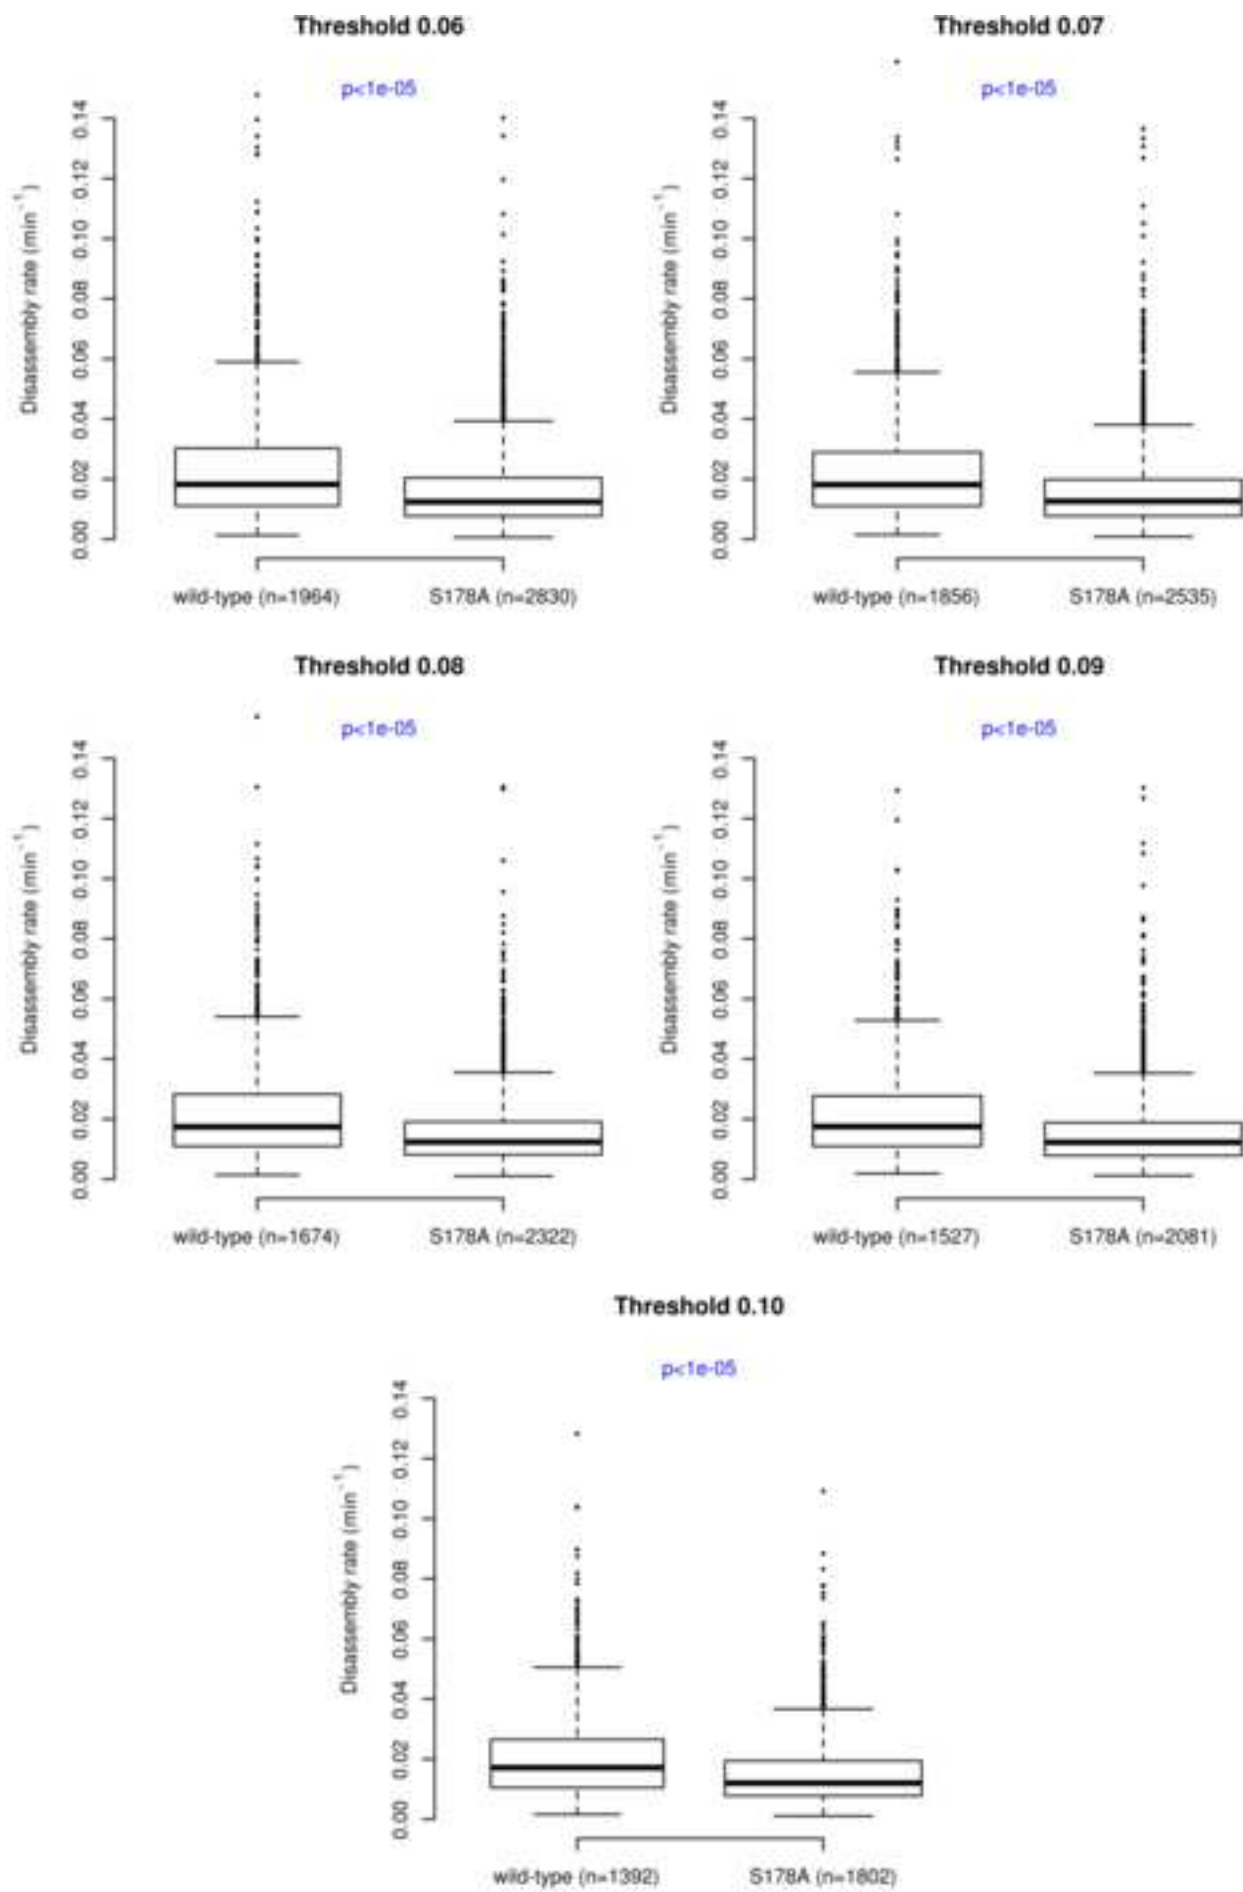 Threshold 0.06
p<1e-05
Disassembly rate (min⁻¹)
0.14
0.12
0.10
0.08
0.06
0.04
0.02
0.00
wild-type (n=1964) S178A (n=2830)
Threshold 0.07
p<1e-05
Disassembly rate (min⁻¹)
0.14
0.12
0.10
0.08
0.06
0.04
0.02
0.00
wild-type (n=1856) S178A (n=2535)
Threshold 0.08
p<1e-05
Disassembly rate (min⁻¹)
0.14
0.12
0.10
0.08
0.06
0.04
0.02
0.00
wild-type (n=1674) S178A (n=2322)
Threshold 0.09
p<1e-05
Disassembly rate (min⁻¹)
0.14
0.12
0.10
0.08
0.06
0.04
0.02
0.00
wild-type (n=1527) S178A (n=2081)
Threshold 0.10
p<1e-05
Disassembly rate (min⁻¹)
0.14
0.12
0.10
0.08
0.06
0.04
0.02
0.00
wild-type (n=1392) S178A (n=1802)